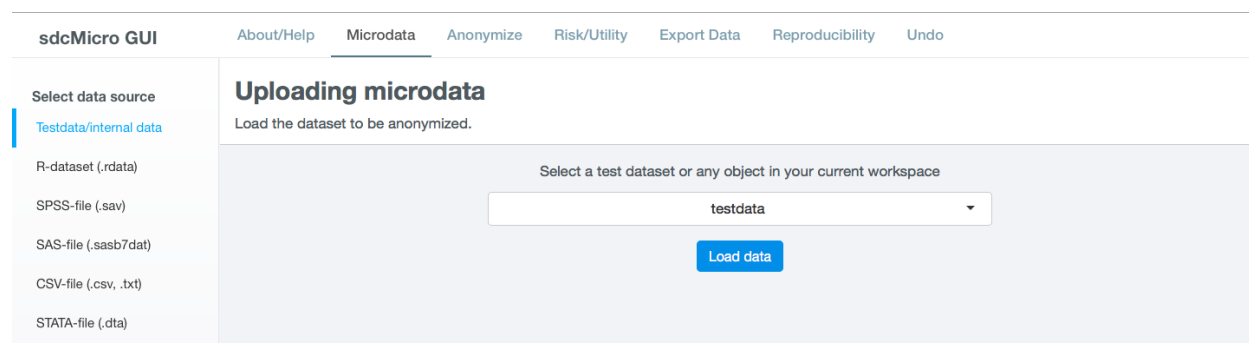 sdcMicro GUI
About/Help Microdata Anonymize Risk/Utility Export Data Reproducibility Undo
Select data source
Testdata/internal data
R-dataset (.rdata)
SPSS-file (.sav)
SAS-file (.sasb7dat)
CSV-file (.csv, .txt)
STATA-file (.dta)
Uploading microdata
Load the dataset to be anonymized.
Select a test dataset or any object in your current workspace
testdata
Load data